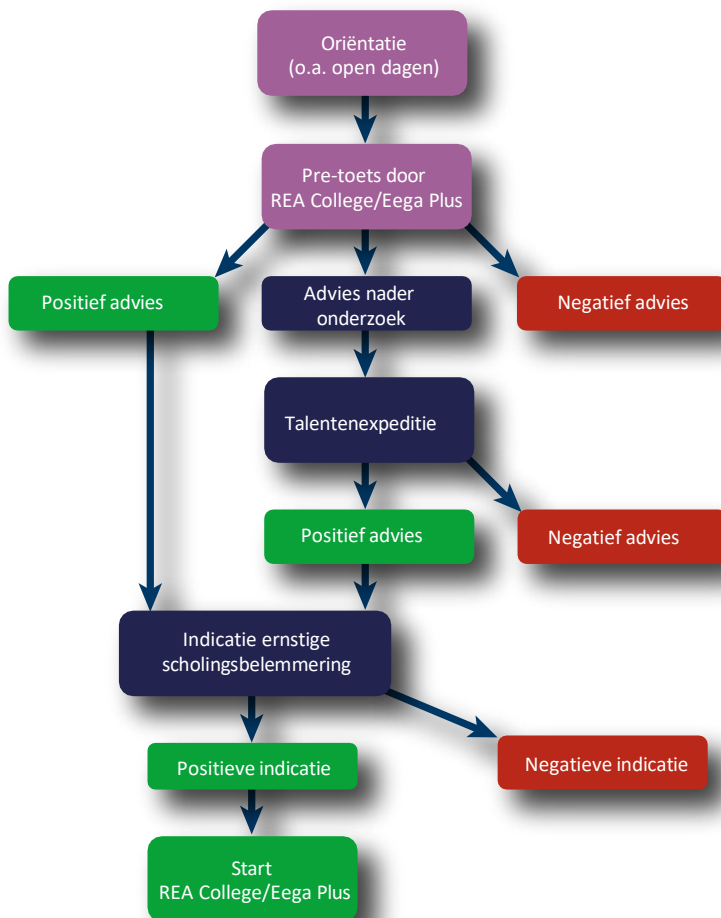 Oriëntatie
(o.a. open dagen)
Pre-toets door
REA College/Eega Plus
Positief advies
Advies nader
onderzoek
Negatief advies
Talentenexpeditie
Positief advies
Negatief advies
Indicatie ernstige
scholingsbelemmering
Positieve indicatie
Negatieve indicatie
Start
REA College/Eega Plus